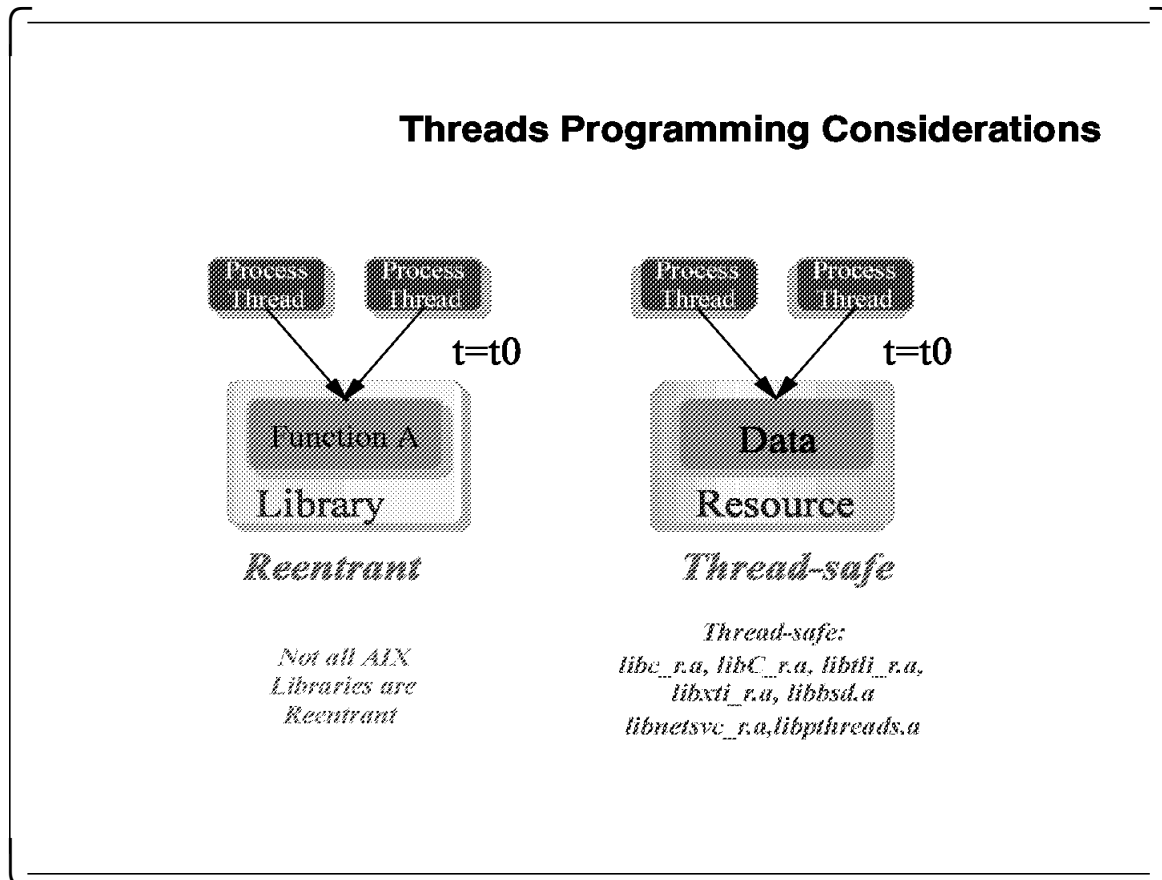 Threads Programming Considerations
Process
Thread
Process
Thread
t=t0
Function A
Library
Reentrant
Not all AIX
Libraries are
Reentrant
Process
Thread
Process
Thread
t=t0
Data
Resource
Thread-safe
Thread-safe:
libc_r.a, libC_r.a, libtli_r.a,
libxti_r.a, libbsd.a
libnetsvc_r.a,libpthreads.a